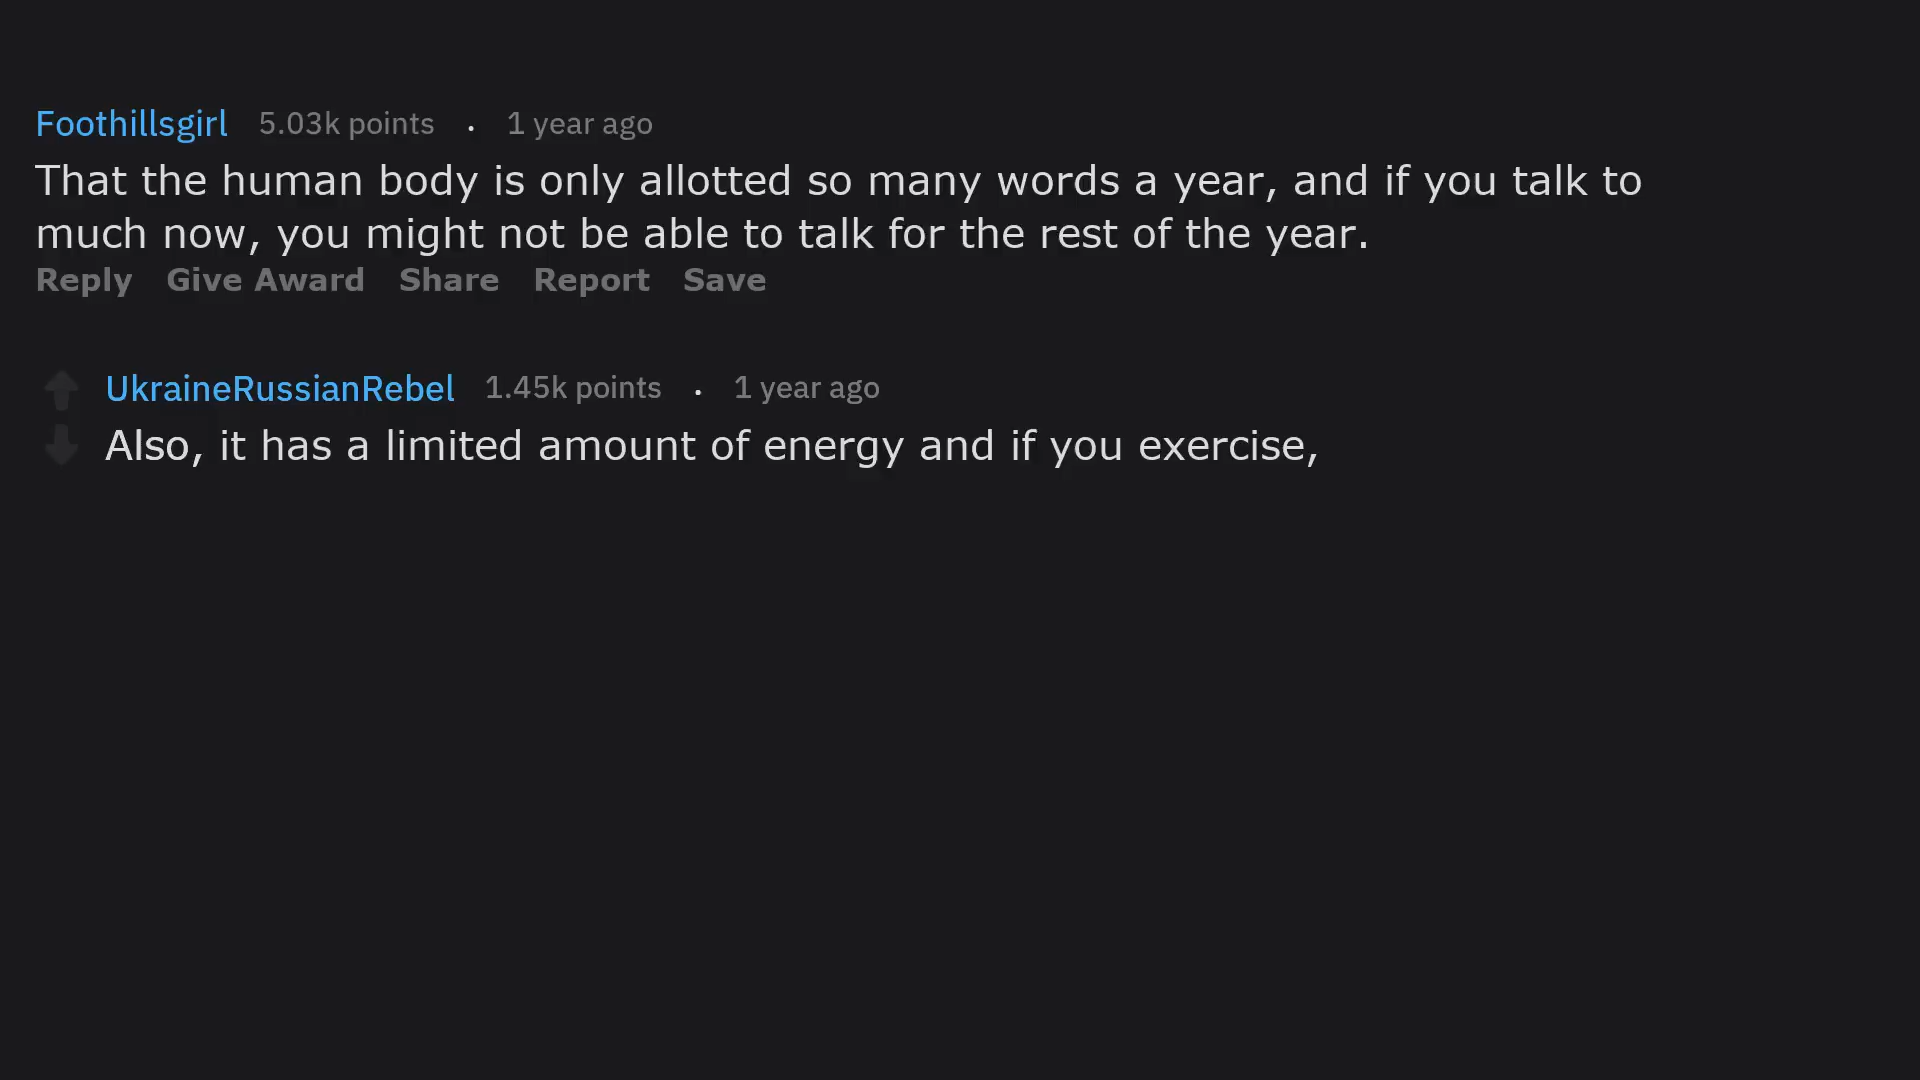 Foothillsgirl 5.03k points . 1 year ago
That the human body is only allotted so many words a year, and if you talk to
much now, you might not be able to talk for the rest of the year.
Reply Give Award Share Report Save
UkraineRussianRebel 1.45k points . 1 year ago
Also, it has a limited amount of energy and if you exercise,